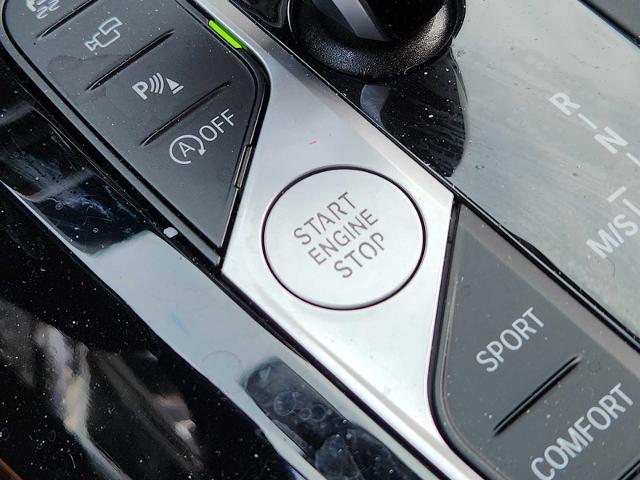 P
A OFF
START
ENGINE
STOP
R
N
M/S
SPORT
COMFORT